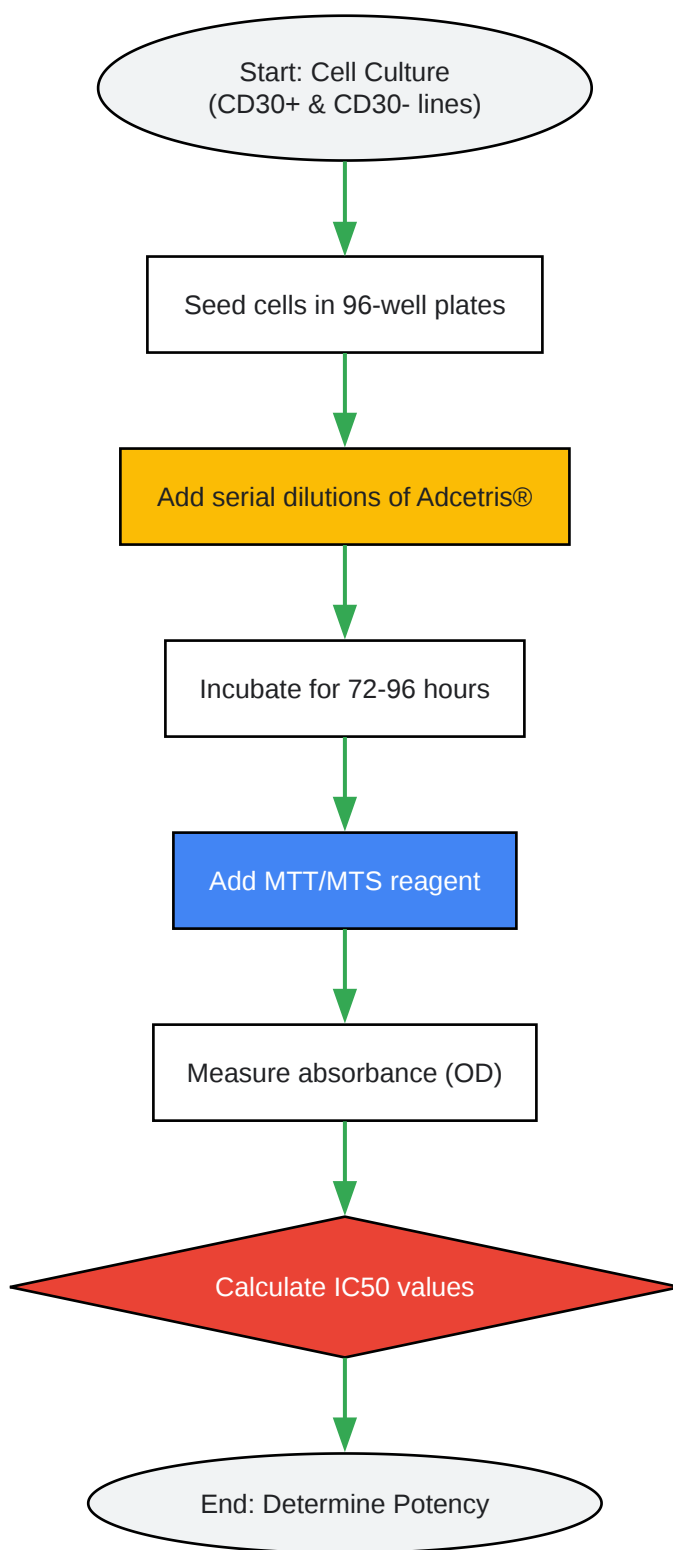 Start: Cell Culture
(CD30+ & CD30- lines)
Seed cells in 96-well plates
Add serial dilutions of Adcetris®
Incubate for 72-96 hours
Add MTT/MTS reagent
Measure absorbance (OD)
Calculate IC50 values
End: Determine Potency